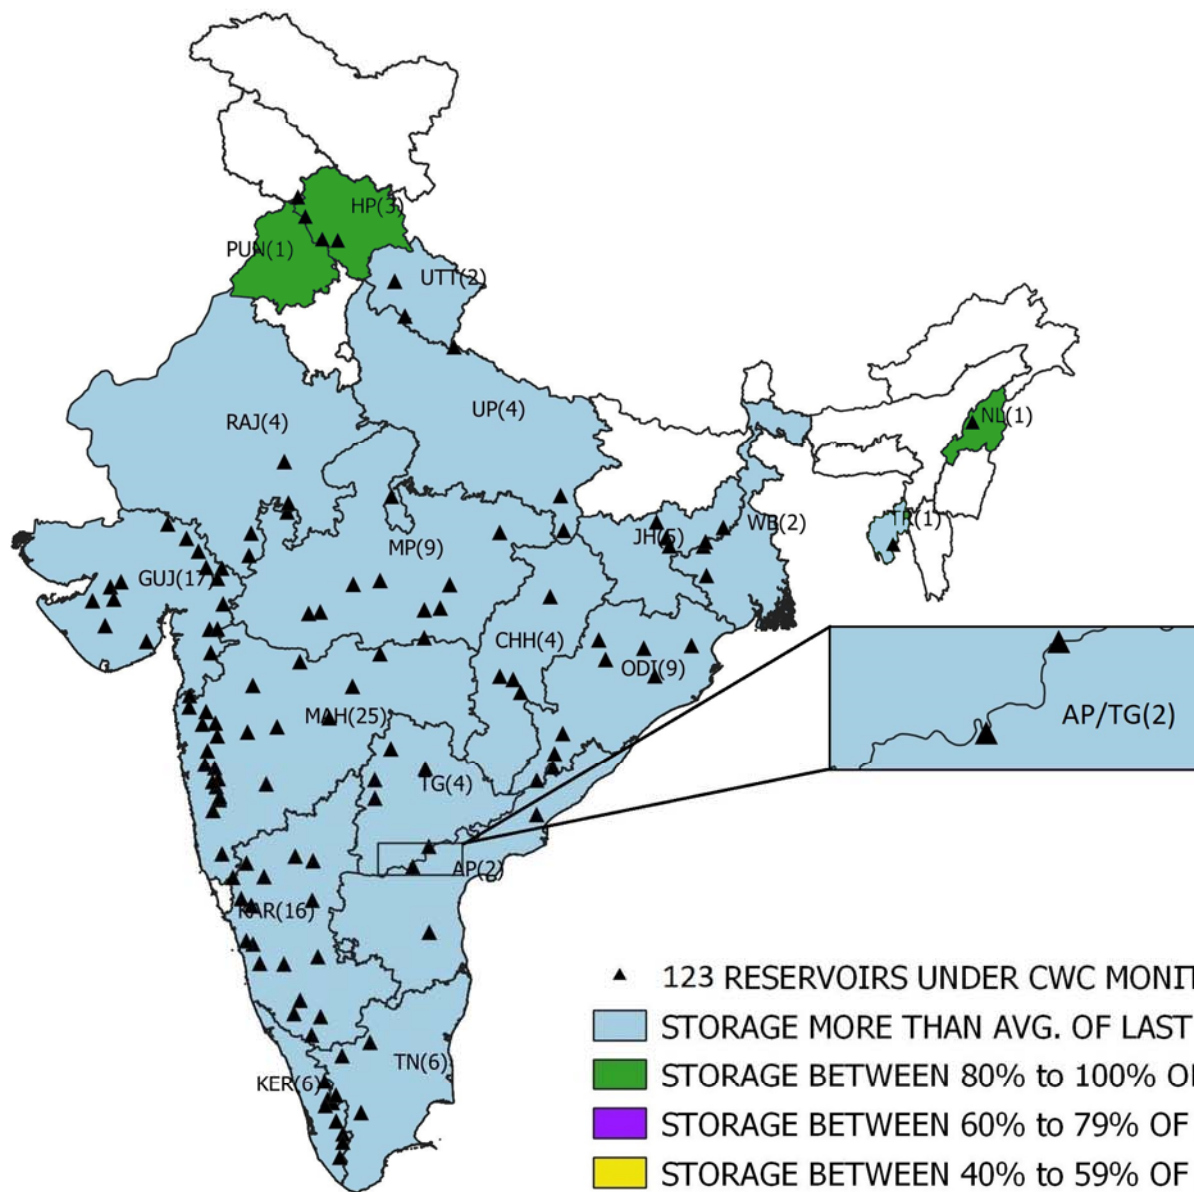 HP(3)
PUN(1)
UTT(2)
RAJ(4)
UP(4)
NL(1)
TR(1)
WB(2)
JH(5)
MP(9)
GUJ(17)
CHH(4)
ODI(9)
MAH(25)
AP/TG(2)
TG(4)
AP(2)
KAR(16)
TN(6)
KER(6)
123 RESERVOIRS UNDER CWC MONIT
STORAGE MORE THAN AVG. OF LAST
STORAGE BETWEEN 80% to 100% OF
STORAGE BETWEEN 60% to 79% OF
STORAGE BETWEEN 40% to 59% OF